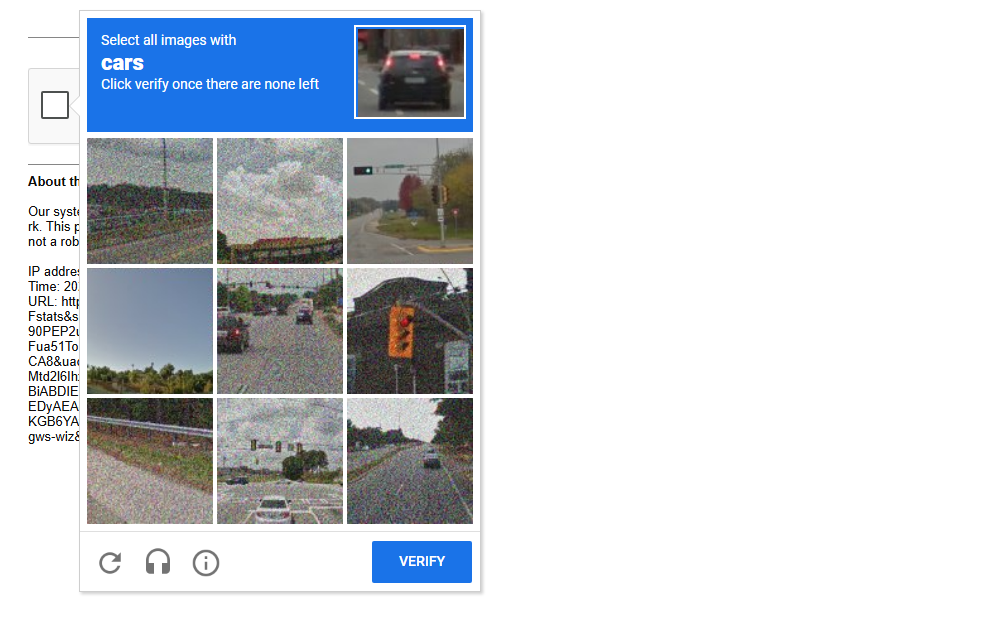 Select all images with
cars
Click verify once there are none left
About th
Our syste
rk. This p
not a rob
IP addres
Time: 20
URL: http
Fstats&s
90PEP2u
Fua51To
CA8&uac
Mtd2l6Ih
BiABDIE
EDyAEA
KGB6YA
gws-wiz&
VERIFY